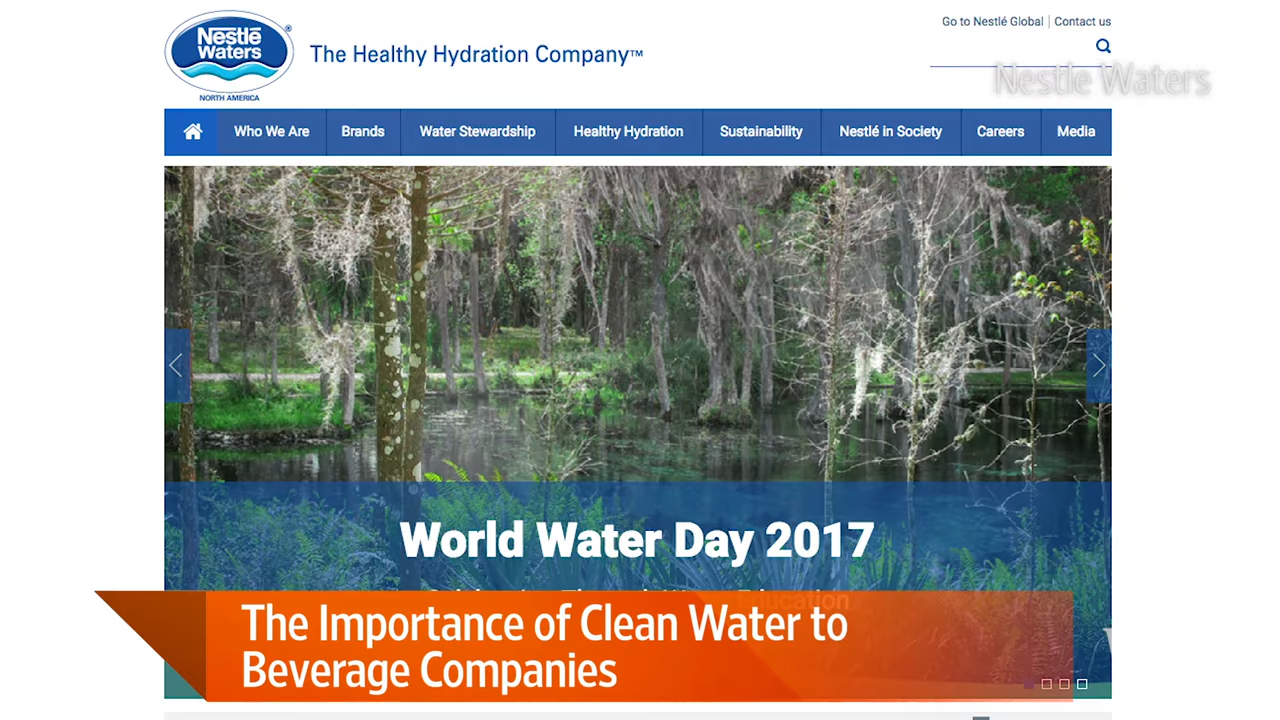 Go to Nestlé Global | Contact us
Nestlé
Waters
®
NORTH AMERICA
The Healthy Hydration Company™
Nestle Waters
Who We Are
Brands
Water Stewardship
Healthy Hydration
Sustainability
Nestlé in Society
Careers
Media
World Water Day 2017
Education
The Importance of Clean Water to
Beverage Companies